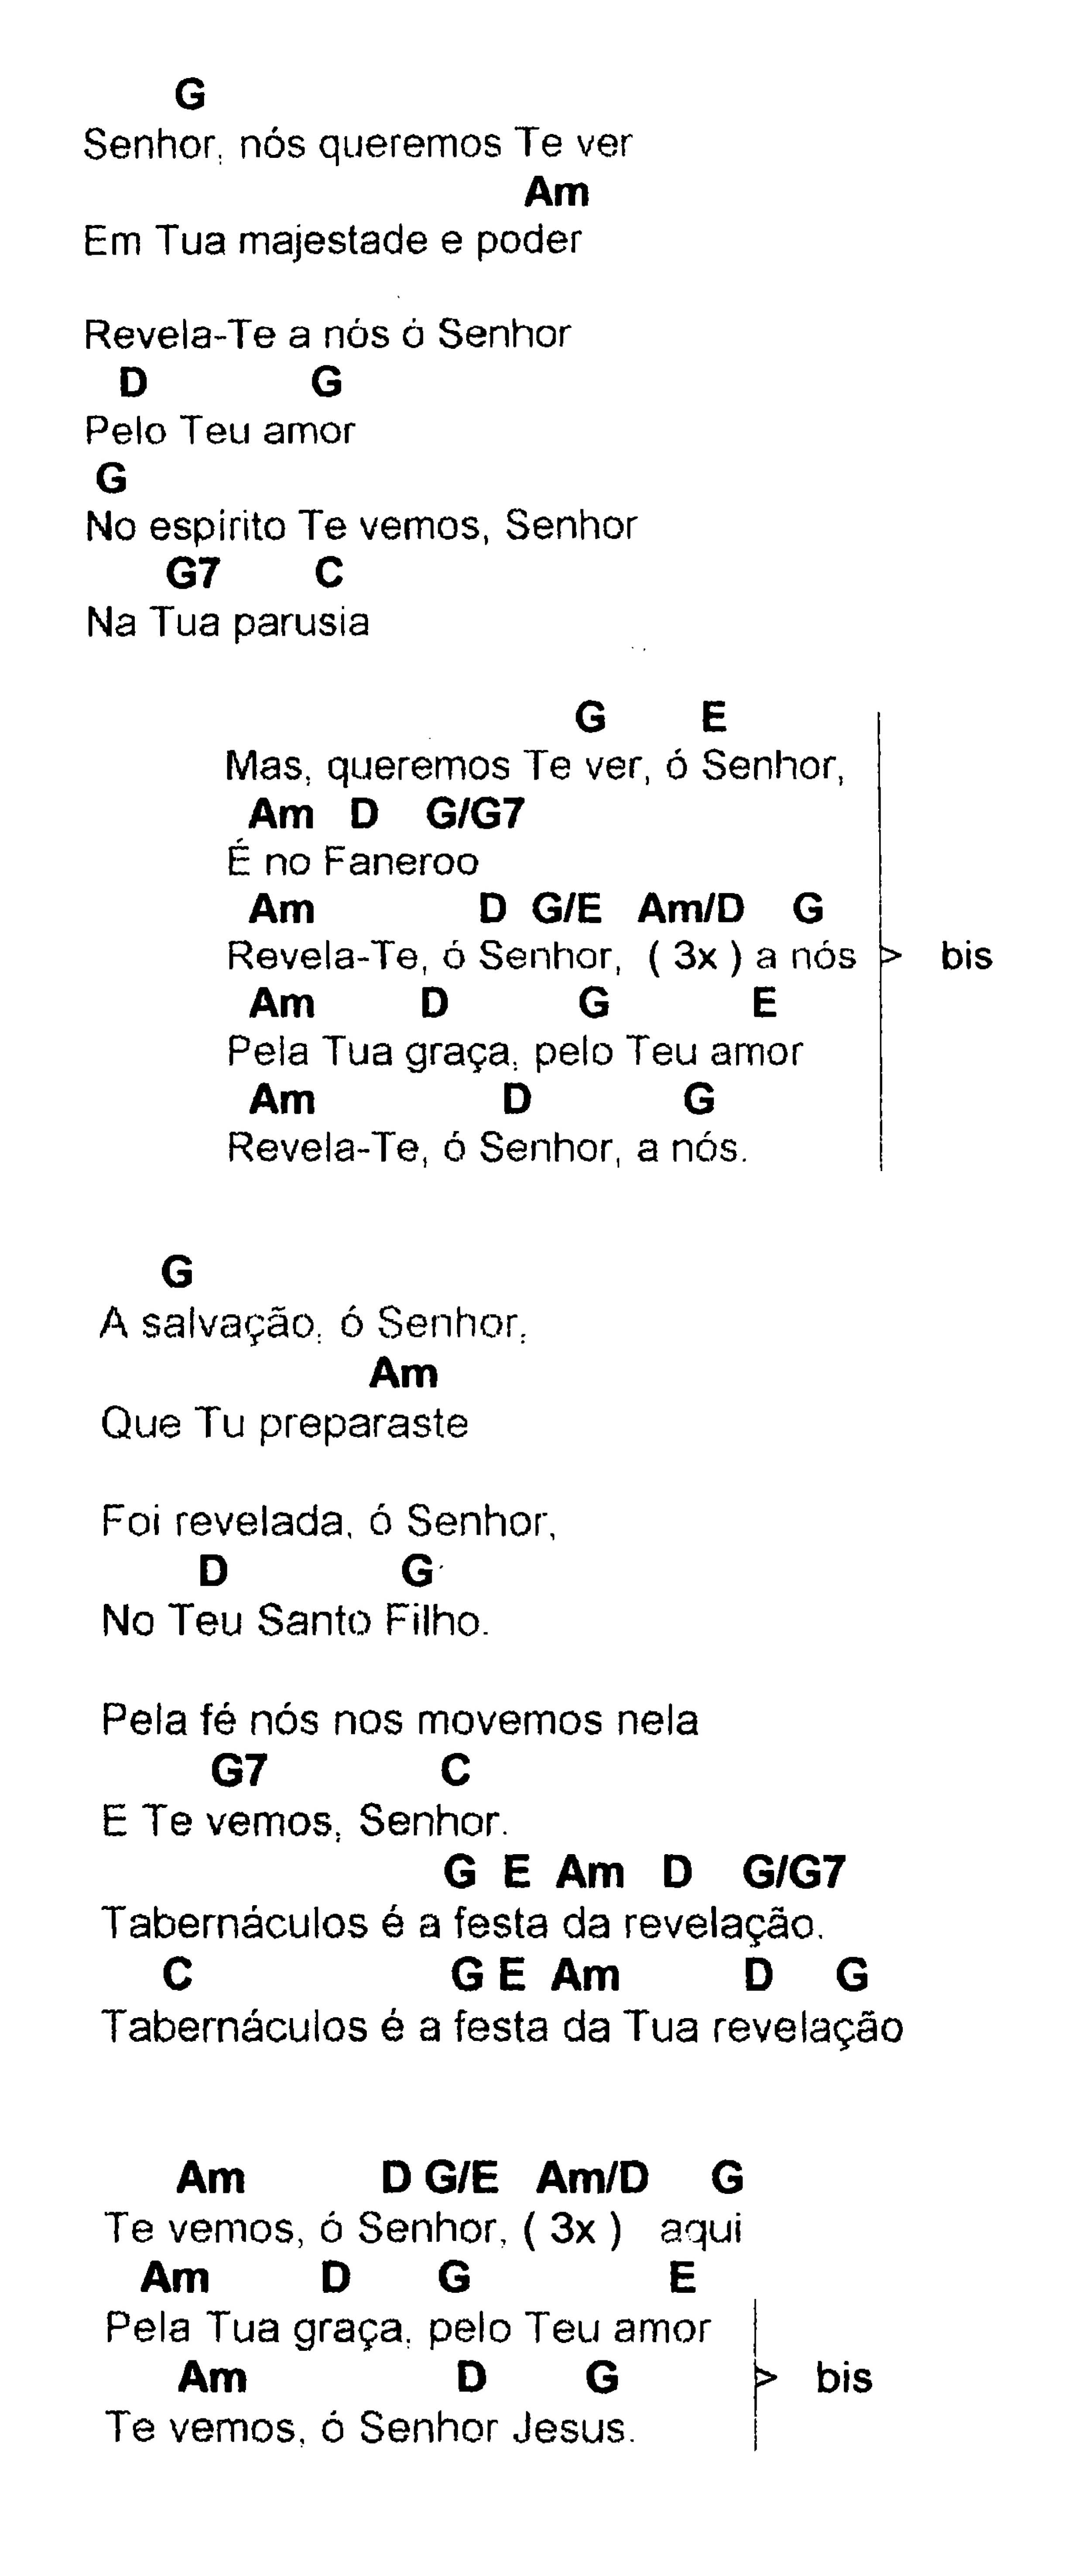 G
Senhor, nós queremos Te ver
Am
Em Tua majestade e poder
Revela-Te a nós ó Senhor
D G
Pelo Teu amor
G
No espírito Te vemos, Senhor
G7 C
Na Tua parusia
G E
Mas, queremos Te ver, ó Senhor,
Am D G/G7
É no Faneroo
Am D G/E Am/D G
Revela-Te, ó Senhor, ( 3x ) a nós > bis
Am D G E
Pela Tua graça, pelo Teu amor
Am D G
Revela-Te, ó Senhor, a nós.
G
A salvação, ó Senhor,
Am
Que Tu preparaste
Foi revelada, ó Senhor,
D G
No Teu Santo Filho.
Pela fé nós nos movemos nela
G7 C
E Te vemos, Senhor.
G E Am D G/G7
Tabernáculos é a festa da revelação.
C G E Am D G
Tabernáculos é a festa da Tua revelação
Am D G/E Am/D G
Te vemos, ó Senhor, ( 3x ) aqui
Am D G E
Pela Tua graça, pelo Teu amor
Am D G > bis
Te vemos, ó Senhor Jesus.